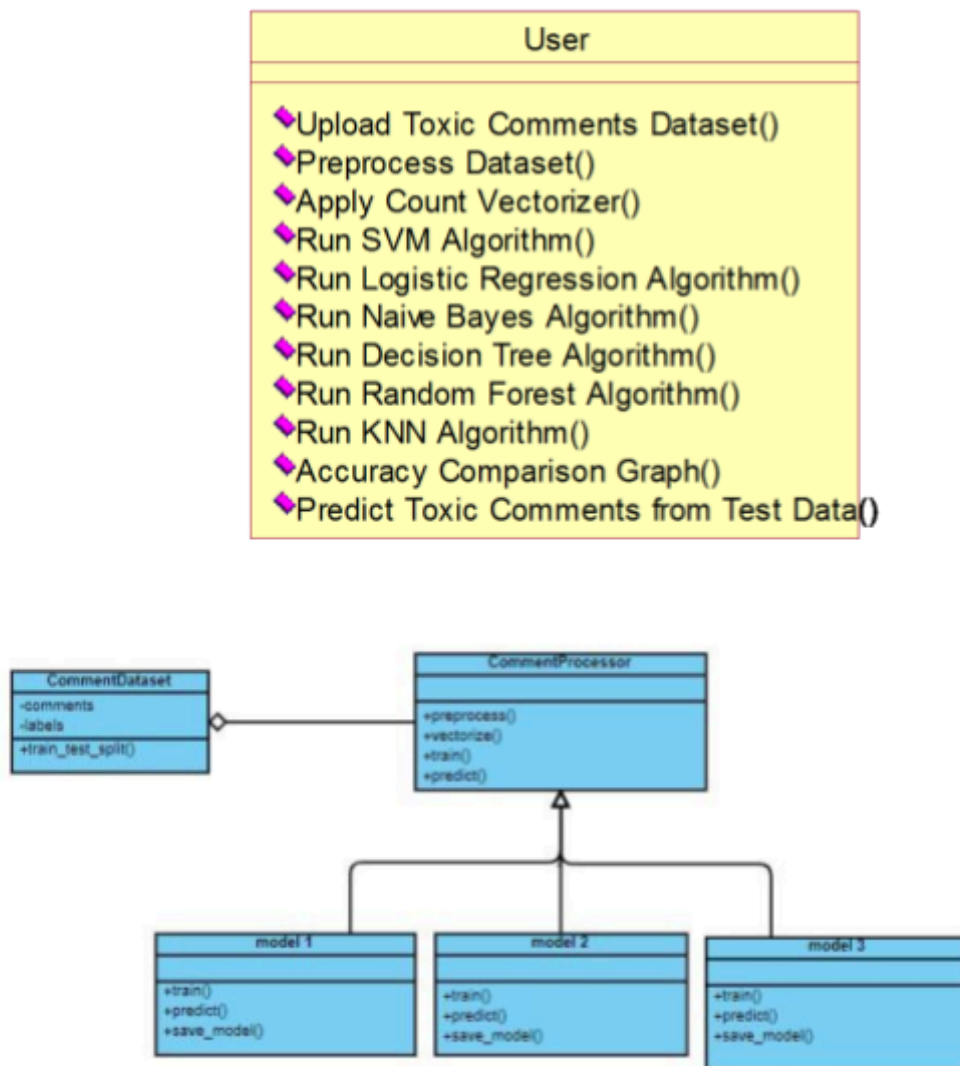 User
Upload Toxic Comments Dataset()
Preprocess Dataset()
Apply Count Vectorizer()
Run SVM Algorithm()
Run Logistic Regression Algorithm()
Run Naive Bayes Algorithm()
Run Decision Tree Algorithm()
Run Random Forest Algorithm()
Run KNN Algorithm()
Accuracy Comparison Graph()
Predict Toxic Comments from Test Data()
CommentDataset
-comments
-labels
+train_test_split()
CommentProcessor
+preprocess()
+vectorize()
+train()
+predict()
model 1
+train()
+predict()
+save_model()
model 2
+train()
+predict()
+save_model()
model 3
+train()
+predict()
+save_model()